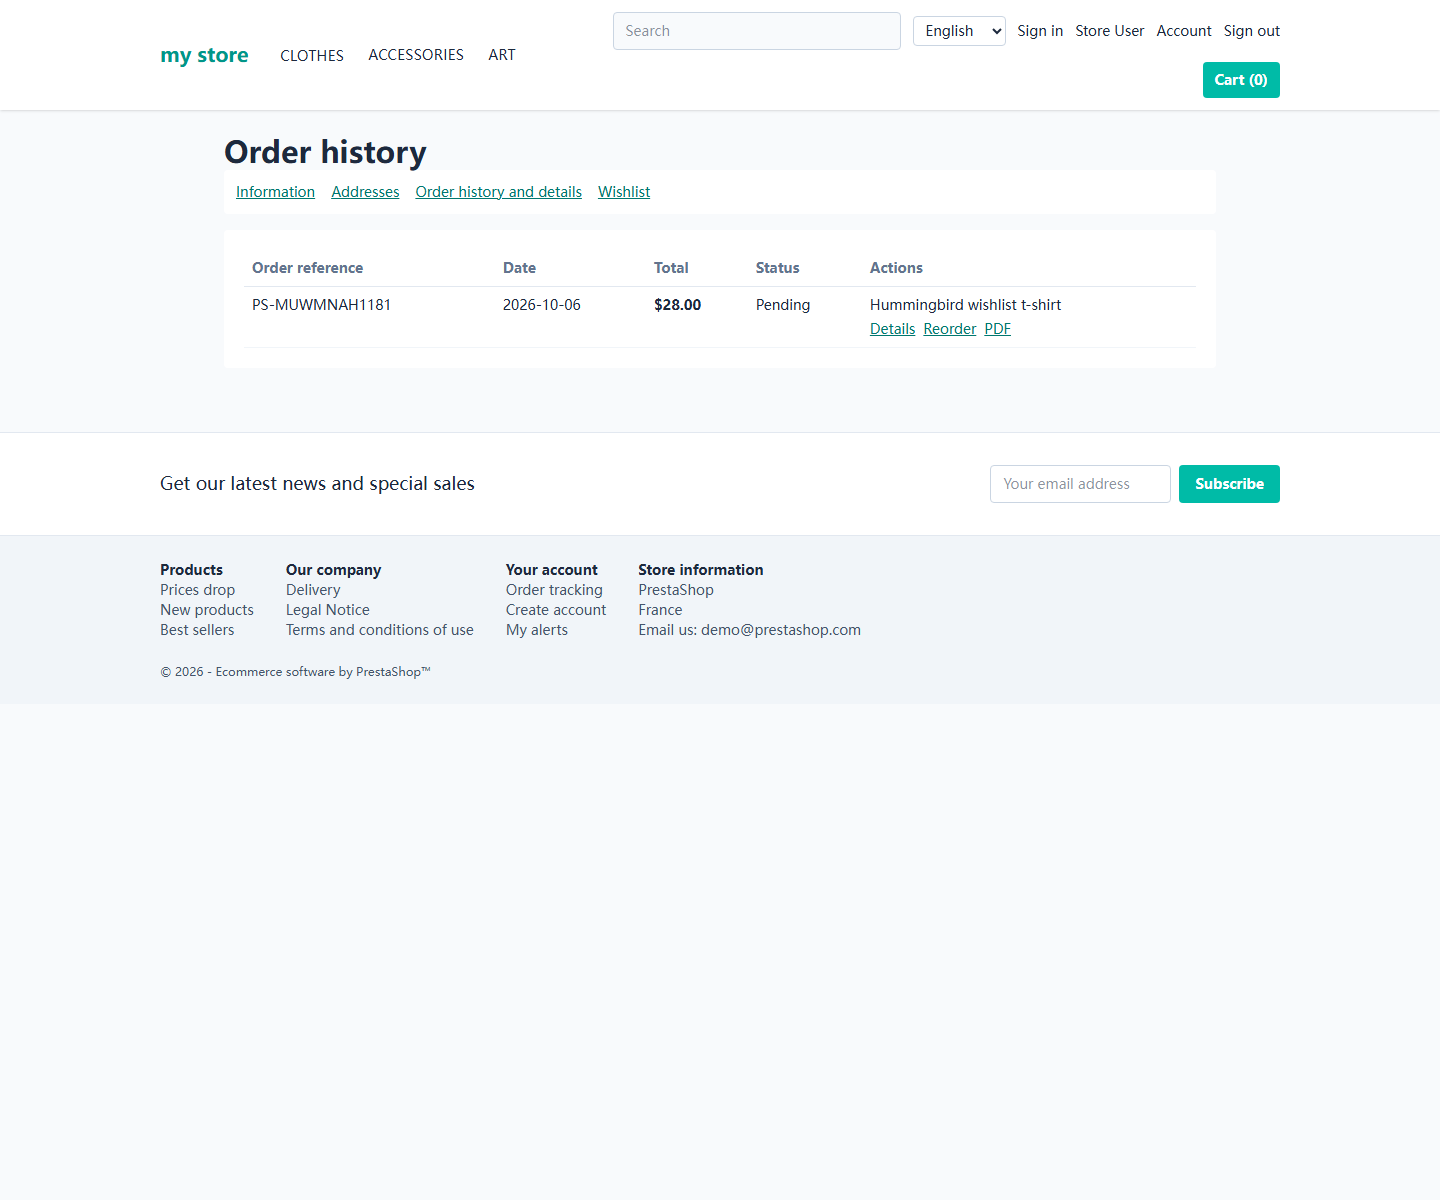 my store
CLOTHES
ACCESSORIES
ART
Search
English
Sign in
Store User
Account
Sign out
Cart (0)
Order history
Information
Addresses
Order history and details
Wishlist
Order reference Date Total Status Actions
PS-MUWMNAH1181 2026-10-06 $28.00 Pending Hummingbird wishlist t-shirt
Details Reorder PDF
Get our latest news and special sales
Your email address
Subscribe
Products
Prices drop
New products
Best sellers
Our company
Delivery
Legal Notice
Terms and conditions of use
Your account
Order tracking
Create account
My alerts
Store information
PrestaShop
France
Email us: demo@prestashop.com
© 2026 - Ecommerce software by PrestaShop™